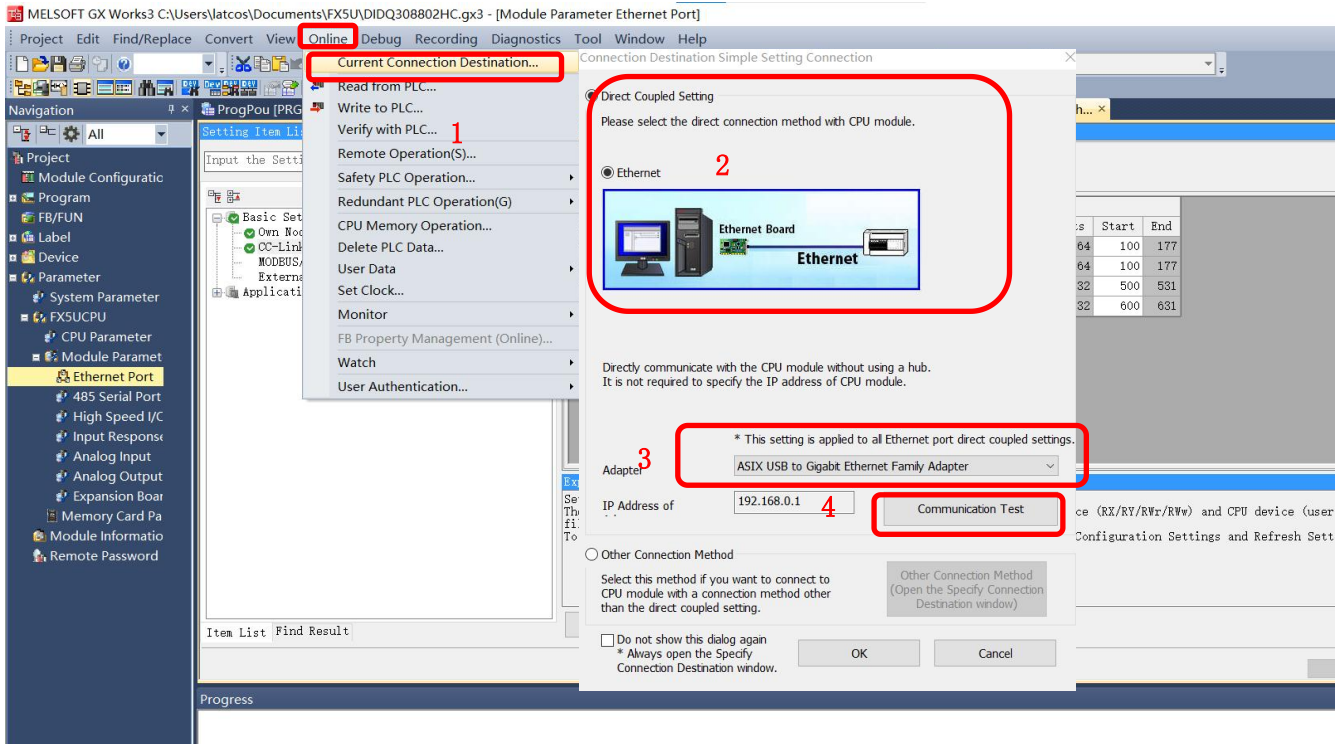 MELSOFT GX Works3 C:\Users\latcos\Documents\FX5U\DIDQ308802HC.gx3 - [Module Parameter Ethernet Port]
Project Edit Find/Replace Convert View Online Debug Recording Diagnostics Tool Window Help
Navigation
All
Project
Module Configuratic
Program
FB/FUN
Label
Device
Parameter
System Parameter
FX5UCPU
CPU Parameter
Module Paramet
Ethernet Port
485 Serial Port
High Speed I/C
Input Response
Analog Input
Analog Output
Expansion Boar
Memory Card Pa
Module Informatio
Remote Password
ProgPou [PRG
Setting Item Li
Input the Setti
Basic Set
Own Nod
CC-Link
MODBUS/
Externa
Applicati
Item List Find Result
Progress
Current Connection Destination...
Read from PLC...
Write to PLC...
Verify with PLC...
1
Remote Operation(S)...
Safety PLC Operation...
Redundant PLC Operation(G)
CPU Memory Operation...
Delete PLC Data...
User Data
Set Clock...
Monitor
FB Property Management (Online)...
Watch
User Authentication...
Connection Destination Simple Setting Connection
Direct Coupled Setting
Please select the direct connection method with CPU module.
2
Ethernet
Ethernet Board
Ethernet
Directly communicate with the CPU module without using a hub.
It is not required to specify the IP address of CPU module.
* This setting is applied to all Ethernet port direct coupled settings.
3
Adapter
ASIX USB to Gigabit Ethernet Family Adapter
IP Address of
192.168.0.1
4
Communication Test
Other Connection Method
Select this method if you want to connect to
CPU module with a connection method other
than the direct coupled setting.
Other Connection Method
(Open the Specify Connection
Destination window)
Do not show this dialog again
* Always open the Specify
Connection Destination window.
OK
Cancel
h...
s Start End
64 100 177
64 100 177
32 500 531
32 600 631
Ex
Se
Th
fi
To
ce (RX/RY/RWr/RWw) and CPU device (user
Configuration Settings and Refresh Sett